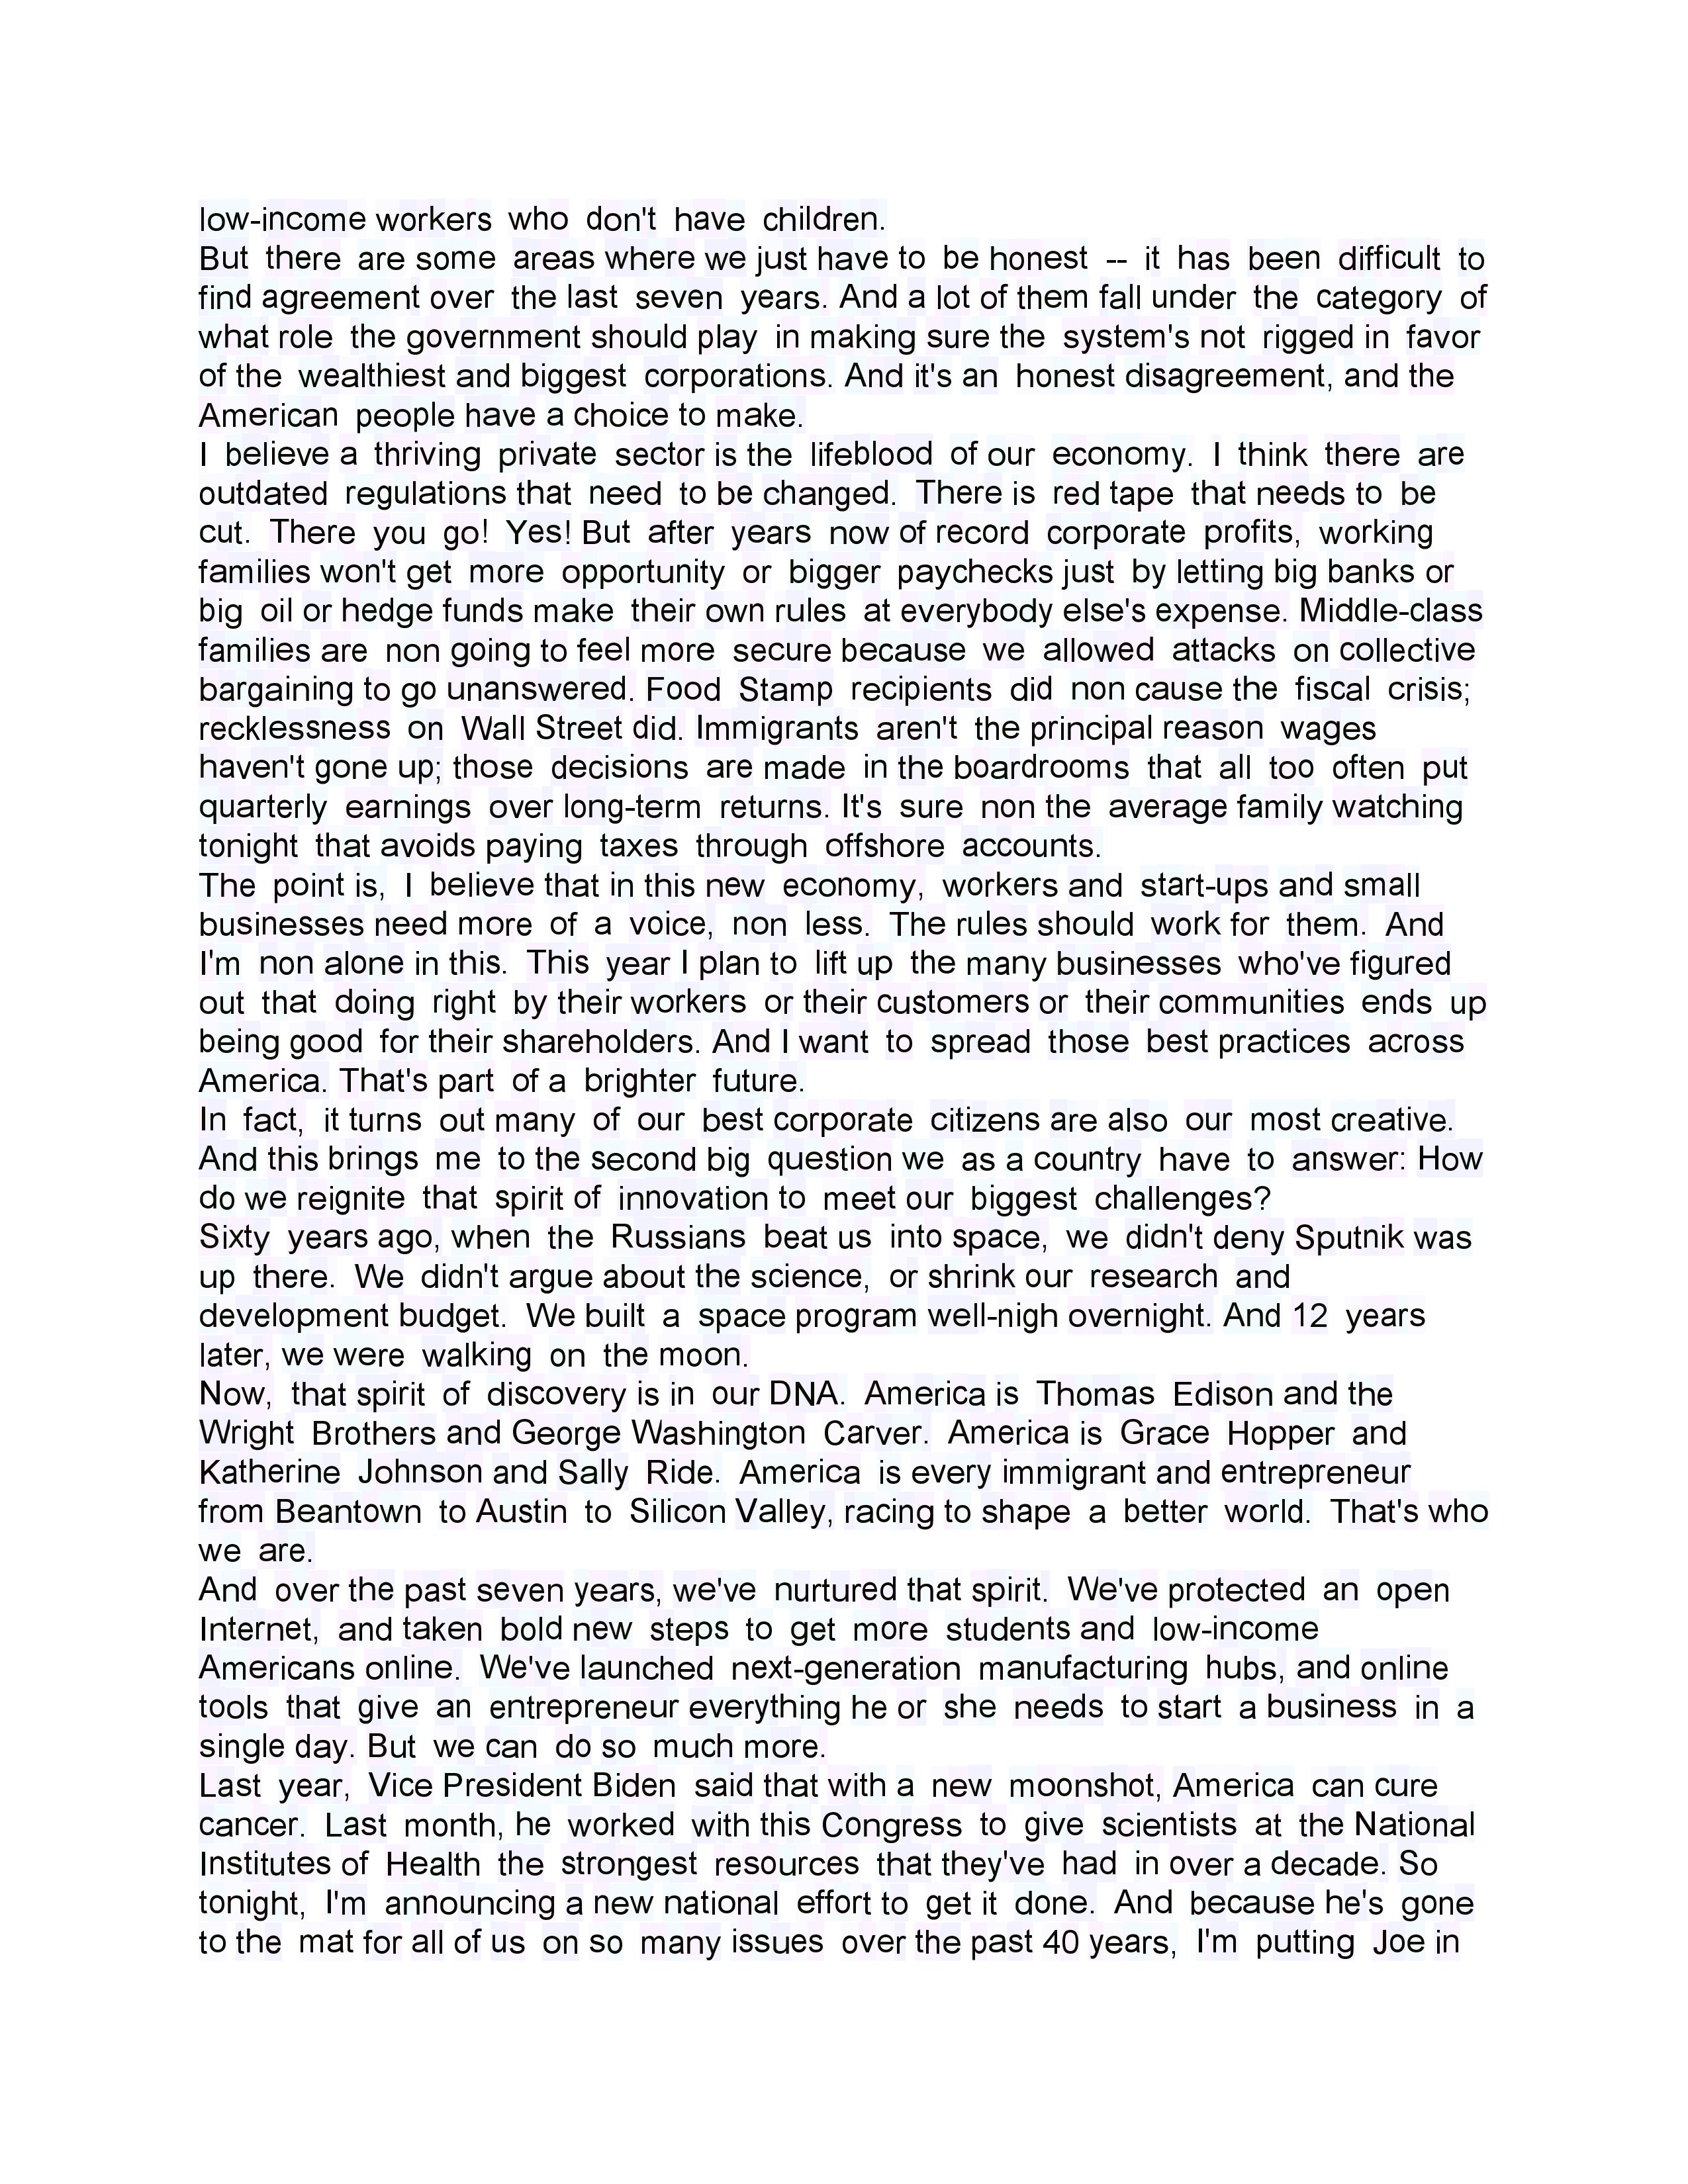 low-income workers who don't have children.
But there are some areas where we just have to be honest -- it has been difficult to
find agreement over the last seven years. And a lot of them fall under the category of
what role the government should play in making sure the system's not rigged in favor
of the wealthiest and biggest corporations. And it's an honest disagreement, and the
American people have a choice to make.
I believe a thriving private sector is the lifeblood of our economy. I think there are
outdated regulations that need to be changed. There is red tape that needs to be
cut. There you go! Yes! But after years now of record corporate profits, working
families won't get more opportunity or bigger paychecks just by letting big banks or
big oil or hedge funds make their own rules at everybody else's expense. Middle-class
families are non going to feel more secure because we allowed attacks on collective
bargaining to go unanswered. Food Stamp recipients did non cause the fiscal crisis;
recklessness on Wall Street did. Immigrants aren't the principal reason wages
haven't gone up; those decisions are made in the boardrooms that all too often put
quarterly earnings over long-term returns. It's sure non the average family watching
tonight that avoids paying taxes through offshore accounts.
The point is, I believe that in this new economy, workers and start-ups and small
businesses need more of a voice, non less. The rules should work for them. And
I'm non alone in this. This year I plan to lift up the many businesses who've figured
out that doing right by their workers or their customers or their communities ends up
being good for their shareholders. And I want to spread those best practices across
America. That's part of a brighter future.
In fact, it turns out many of our best corporate citizens are also our most creative.
And this brings me to the second big question we as a country have to answer: How
do we reignite that spirit of innovation to meet our biggest challenges?
Sixty years ago, when the Russians beat us into space, we didn't deny Sputnik was
up there. We didn't argue about the science, or shrink our research and
development budget. We built a space program well-nigh overnight. And 12 years
later, we were walking on the moon.
Now, that spirit of discovery is in our DNA. America is Thomas Edison and the
Wright Brothers and George Washington Carver. America is Grace Hopper and
Katherine Johnson and Sally Ride. America is every immigrant and entrepreneur
from Beantown to Austin to Silicon Valley, racing to shape a better world. That's who
we are.
And over the past seven years, we've nurtured that spirit. We've protected an open
Internet, and taken bold new steps to get more students and low-income
Americans online. We've launched next-generation manufacturing hubs, and online
tools that give an entrepreneur everything he or she needs to start a business in a
single day. But we can do so much more.
Last year, Vice President Biden said that with a new moonshot, America can cure
cancer. Last month, he worked with this Congress to give scientists at the National
Institutes of Health the strongest resources that they've had in over a decade. So
tonight, I'm announcing a new national effort to get it done. And because he's gone
to the mat for all of us on so many issues over the past 40 years, I'm putting Joe in